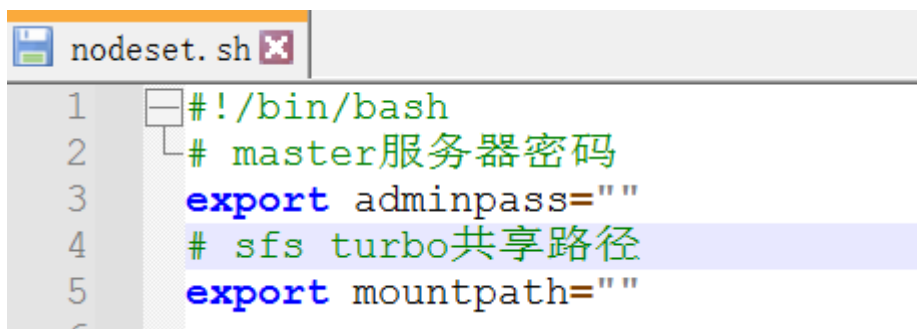 nodeset.sh
1 #!/bin/bash
2 # master服务器密码
3 export adminpass=""
4 # sfs turbo共享路径
5 export mountpath=""